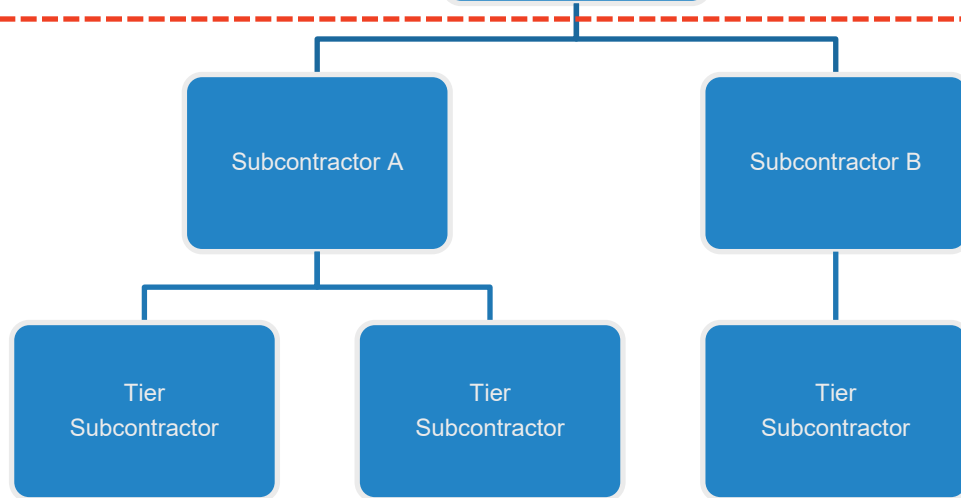 Subcontractor A
Subcontractor B
Tier
Subcontractor
Tier
Subcontractor
Tier
Subcontractor